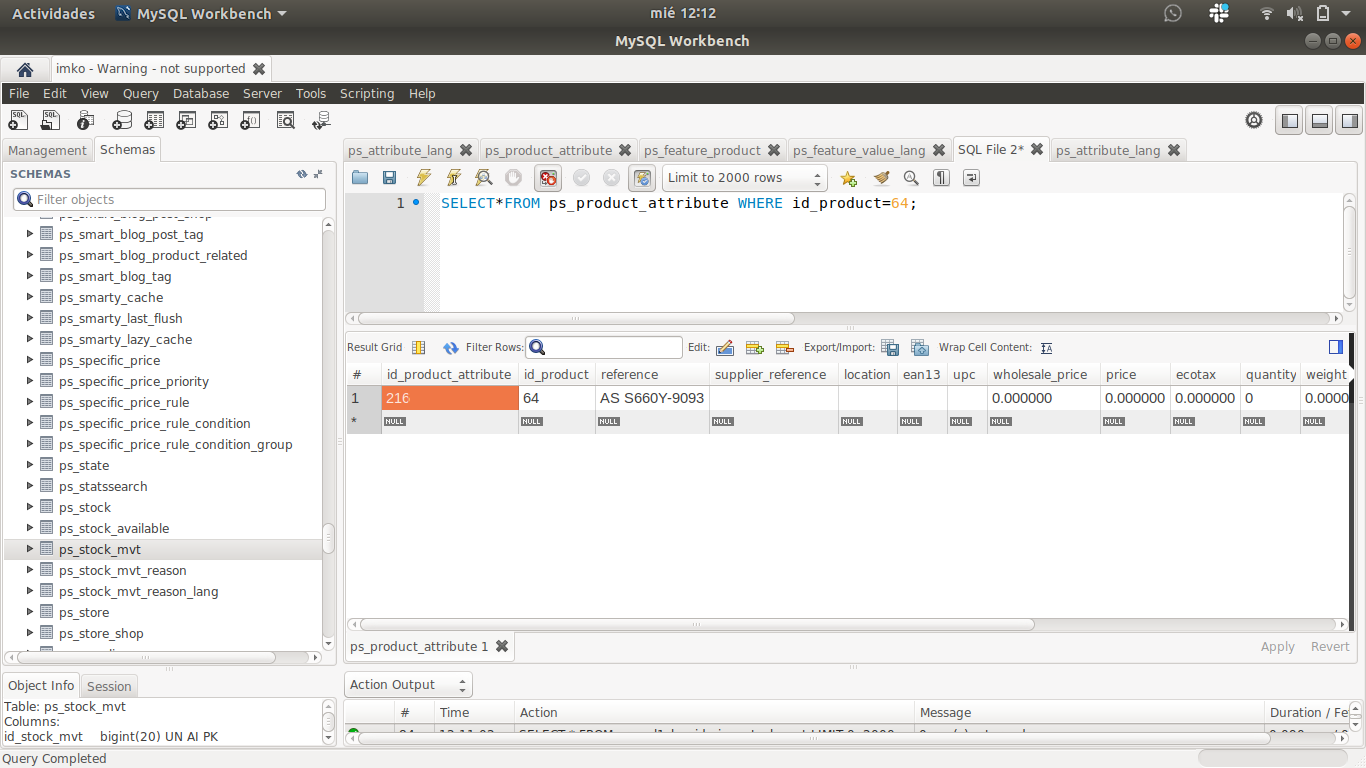 Actividades MySQL Workbench mié 12:12
MySQL Workbench
imko - Warning - not supported
File Edit View Query Database Server Tools Scripting Help
Management Schemas
ps_attribute_lang ps_product_attribute ps_feature_product ps_feature_value_lang SQL File 2* ps_attribute_lang
SCHEMAS
Filter objects
Limit to 2000 rows
1 SELECT*FROM ps_product_attribute WHERE id_product=64;
ps_smart_blog_post_shop
ps_smart_blog_post_tag
ps_smart_blog_product_related
ps_smart_blog_tag
ps_smarty_cache
ps_smarty_last_flush
ps_smarty_lazy_cache
ps_specific_price
ps_specific_price_priority
ps_specific_price_rule
ps_specific_price_rule_condition
ps_specific_price_rule_condition_group
ps_state
ps_statssearch
ps_stock
ps_stock_available
ps_stock_mvt
ps_stock_mvt_reason
ps_stock_mvt_reason_lang
ps_store
ps_store_shop
Result Grid Filter Rows: Edit: Export/Import: Wrap Cell Content:
# id_product_attribute id_product reference supplier_reference location ean13 upc wholesale_price price ecotax quantity weight
1 216 64 AS S660Y-9093 0.000000 0.000000 0.000000 0 0.0000
* NULL NULL NULL NULL NULL NULL NULL NULL NULL NULL NULL NULL
ps_product_attribute 1 Apply Revert
Object Info Session
Table: ps_stock_mvt
Columns:
id_stock_mvt bigint(20) UN AI PK
Action Output
# Time Action Message Duration / Fe
Query Completed